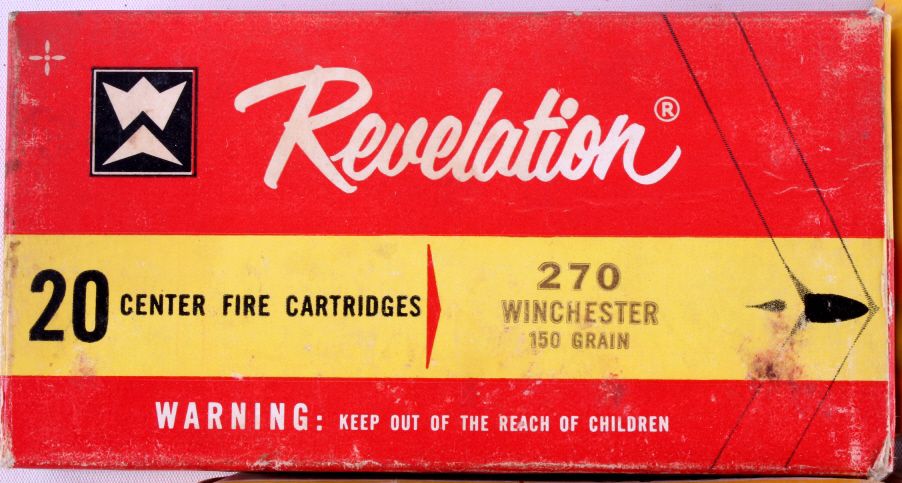 Revelation®
20 CENTER FIRE CARTRIDGES
270
WINCHESTER
150 GRAIN
WARNING: KEEP OUT OF THE REACH OF CHILDREN